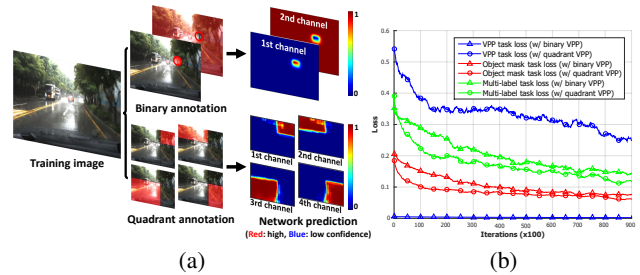 2nd channel
1st channel
1
0
Binary annotation
Training image
1st channel
2nd channel
3rd channel
4th channel
1
0
Quadrant annotation
Network prediction
(Red: high, Blue: low confidence)
(a)
VPP task loss (w/ binary VPP)
VPP task loss (w/ quadrant VPP)
Object mask task loss (w/ binary VPP)
Object mask task loss (w/ quadrant VPP)
Multi-label task loss (w/ binary VPP)
Multi-label task loss (w/ quadrant VPP)
0.6
0.5
0.4
0.3
0.2
0.1
0
Loss
0 100 200 300 400 500 600 700 800 900
Iterations (x100)
(b)